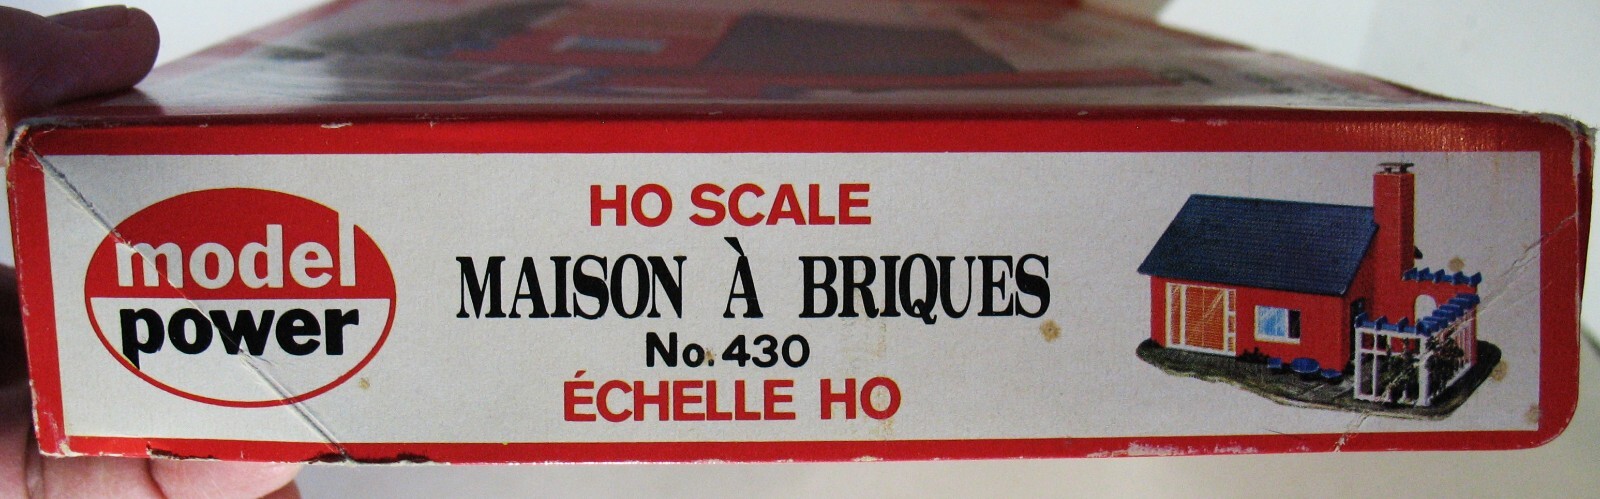 model
power
HO SCALE
MAISON À BRIQUES
No. 430
ÉCHELLE HO